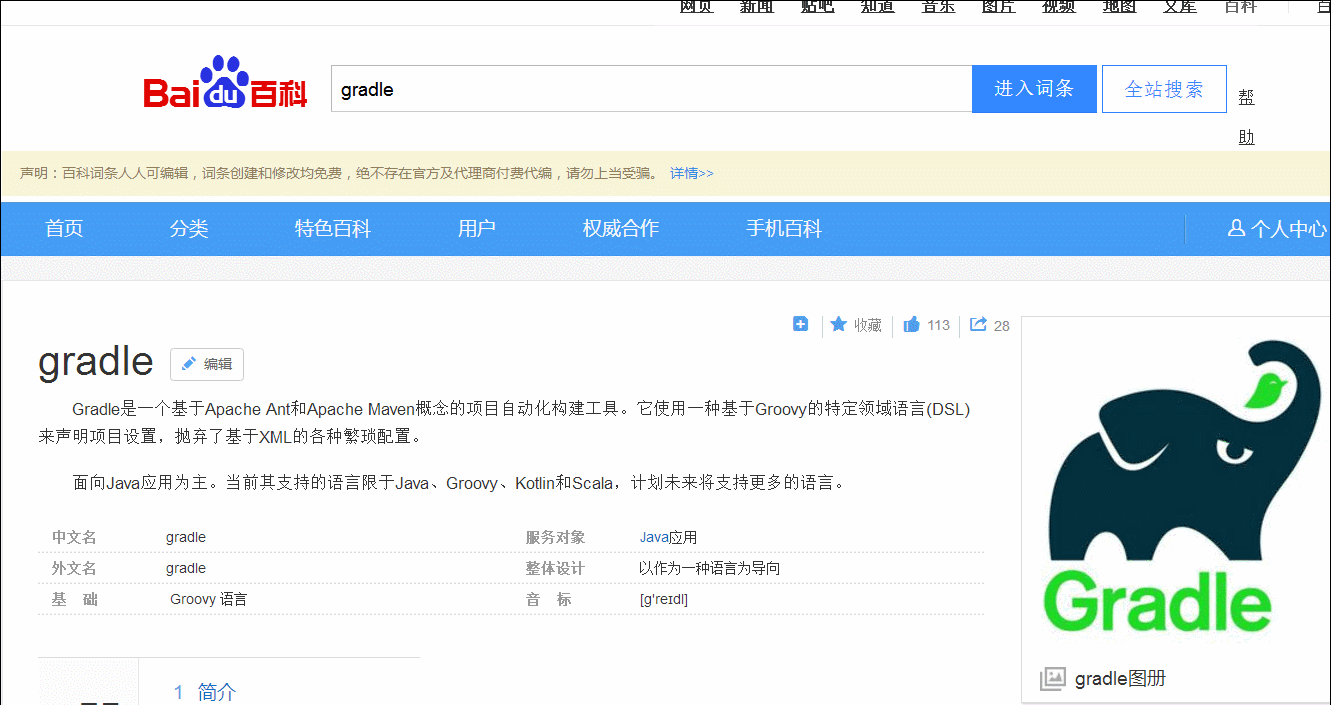 网页 新闻 贴吧 知道 音乐 图片 视频 地图 文库 百科
Bai du 百科
gradle
进入词条
全站搜索
帮
助
声明：百科词条人人可编辑，词条创建和修改均免费，绝不存在官方及代理商付费代编，请勿上当受骗。 详情>>
首页 分类 特色百科 用户 权威合作 手机百科 个人中心
收藏 113 28
gradle 编辑
Gradle是一个基于Apache Ant和Apache Maven概念的项目自动化构建工具。它使用一种基于Groovy的特定领域语言(DSL)
来声明项目设置，抛弃了基于XML的各种繁琐配置。
面向Java应用为主。当前其支持的语言限于Java、Groovy、Kotlin和Scala，计划未来将支持更多的语言。
中文名 gradle 服务对象 Java应用
外文名 gradle 整体设计 以作为一种语言为导向
基 础 Groovy 语言 音 标 [g'reɪdl]
Gradle
gradle图册
1 简介